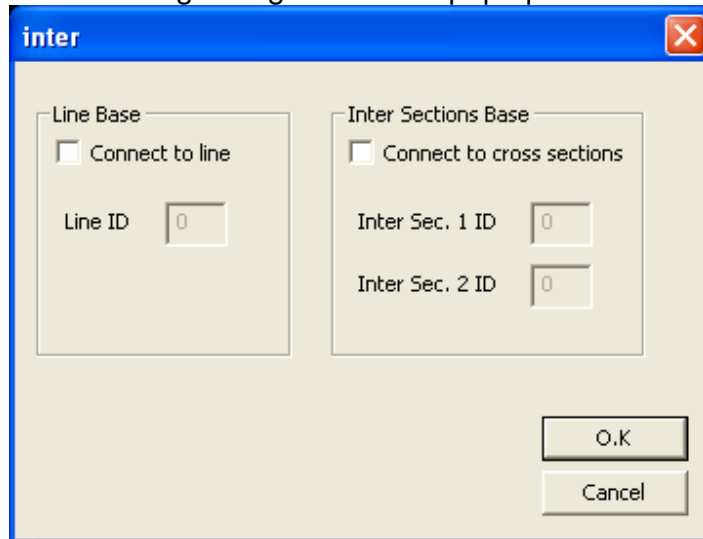 inter
Line Base
Connect to line
Line ID 0
Inter Sections Base
Connect to cross sections
Inter Sec. 1 ID 0
Inter Sec. 2 ID 0
O.K
Cancel